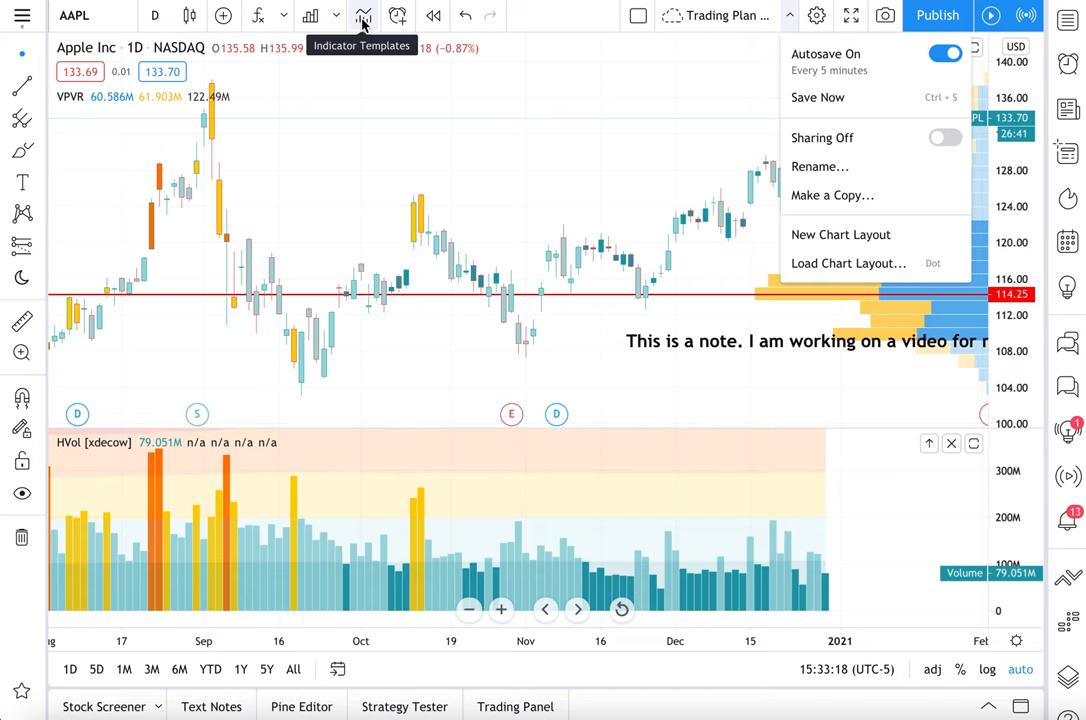 AAPL D Trading Plan ... Publish
Indicator Templates
Apple Inc · 1D · NASDAQ O135.58 H135.99 18 (−0.87%) USD
133.69 0.01 133.70
VPVR 60.586M 61.903M 122.49M
Autosave On
Every 5 minutes
Save Now Ctrl + S
Sharing Off
Rename...
Make a Copy...
New Chart Layout
Load Chart Layout... Dot
140.00
136.00
PL 133.70
26:41
128.00
124.00
120.00
116.00
114.25
112.00
108.00
104.00
100.00
This is a note. I am working on a video for
D S E D
HVol [xdecow] 79.051M n/a n/a n/a n/a
300M
200M
100M
Volume 79.051M
0
ug 17 Sep 16 Oct 19 Nov 16 Dec 15 2021 Feb
1D 5D 1M 3M 6M YTD 1Y 5Y All 15:33:18 (UTC-5) adj % log auto
Stock Screener Text Notes Pine Editor Strategy Tester Trading Panel
1
13